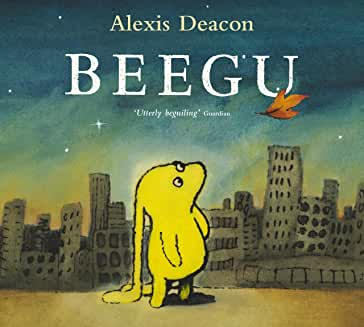 Alexis Deacon
BEEGU
‘Utterly beguiling’ Guardian